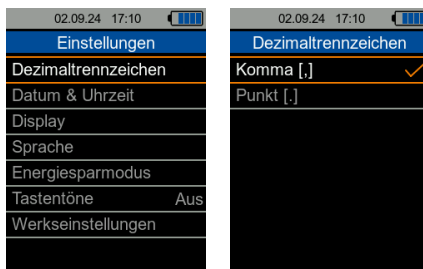 02.09.24 17:10
Einstellungen
Dezimaltrennzeichen
Datum & Uhrzeit
Display
Sprache
Energiesparmodus
Tastentöne Aus
Werkseinstellungen
02.09.24 17:10
Dezimaltrennzeichen
Komma [,]
Punkt [.]